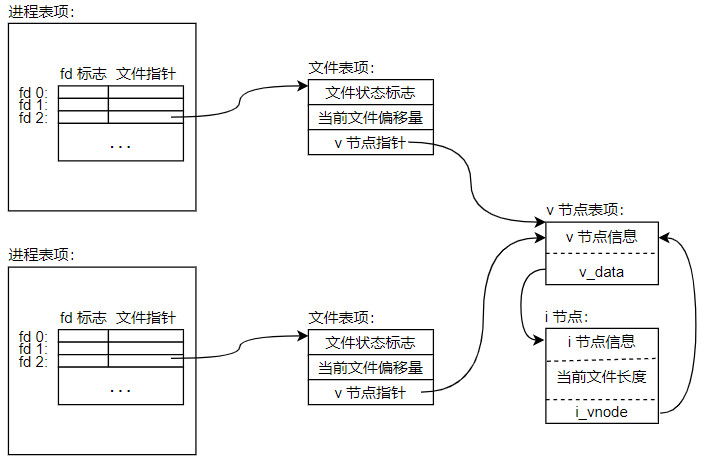 进程表项:
fd 标志 文件指针
fd 0:
fd 1:
fd 2:
...
文件表项:
文件状态标志
当前文件偏移量
v 节点指针
v 节点表项:
v 节点信息
v_data
i 节点:
i 节点信息
当前文件长度
i_vnode
进程表项:
fd 标志 文件指针
fd 0:
fd 1:
fd 2:
...
文件表项:
文件状态标志
当前文件偏移量
v 节点指针